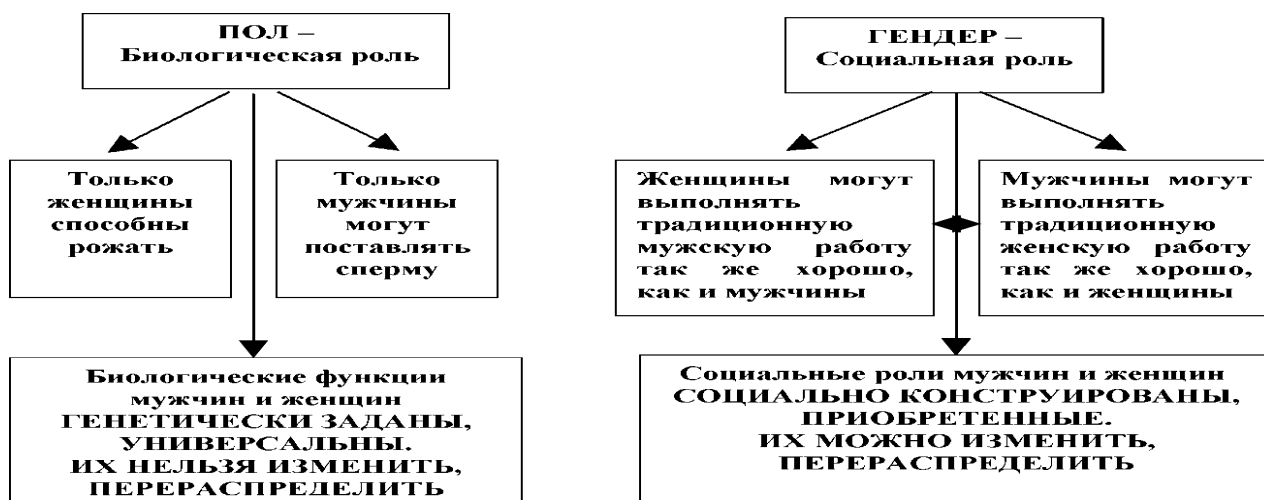 ПОЛ –
Биологическая роль
Только
женщины
способны
рожать
Только
мужчины
могут
поставлять
сперму
Биологические функции
мужчин и женщин
ГЕНЕТИЧЕСКИ ЗАДАНЫ,
УНИВЕРСАЛЬНЫ.
ИХ НЕЛЬЗЯ ИЗМЕНИТЬ,
ПЕРЕРАСПРЕДЕЛИТЬ
ГЕНДЕР –
Социальная роль
Женщины могут
выполнять
традиционную
мужскую работу
так же хорошо,
как и мужчины
Мужчины могут
выполнять
традиционную
женскую работу
так же хорошо,
как и женщины
Социальные роли мужчин и женщин
СОЦИАЛЬНО КОНСТРУИРОВАНЫ,
ПРИОБРЕТЕННЫЕ.
ИХ МОЖНО ИЗМЕНИТЬ,
ПЕРЕРАСПРЕДЕЛИТЬ